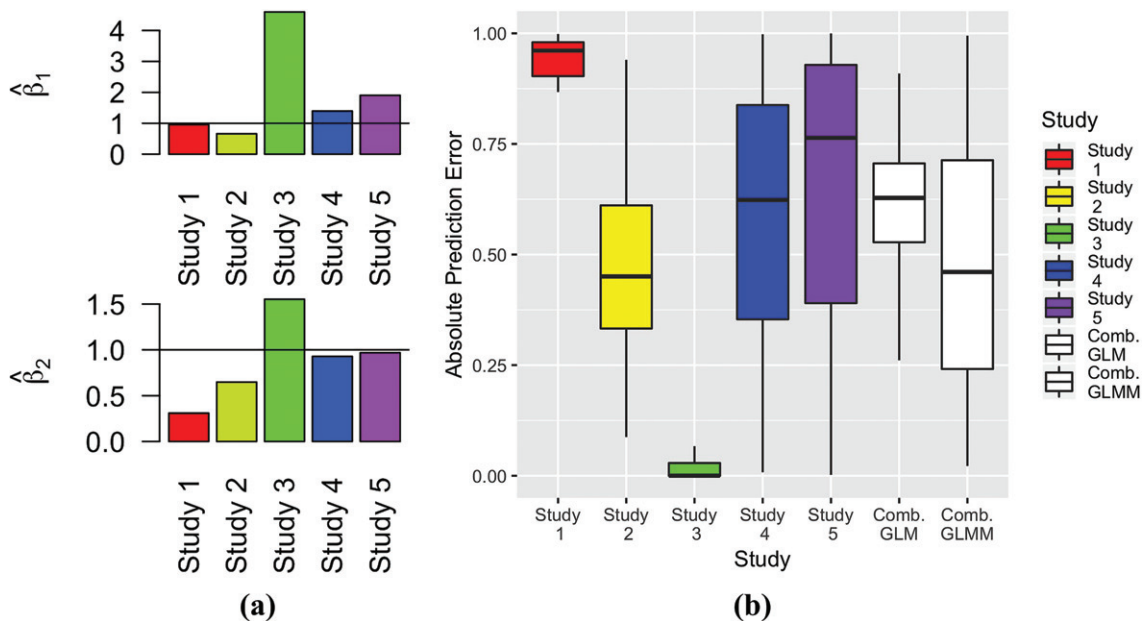 4
3
2
1
0
β̂1
Study 1
Study 2
Study 3
Study 4
Study 5
1.5
1.0
0.5
0.0
β̂2
Study 1
Study 2
Study 3
Study 4
Study 5
(a)
1.00
0.75
0.50
0.25
0.00
Absolute Prediction Error
Study 1
Study 2
Study 3
Study 4
Study 5
Comb. GLM
Comb. GLMM
Study
(b)
Study
Study
1
Study
2
Study
3
Study
4
Study
5
Comb.
GLM
Comb.
GLMM